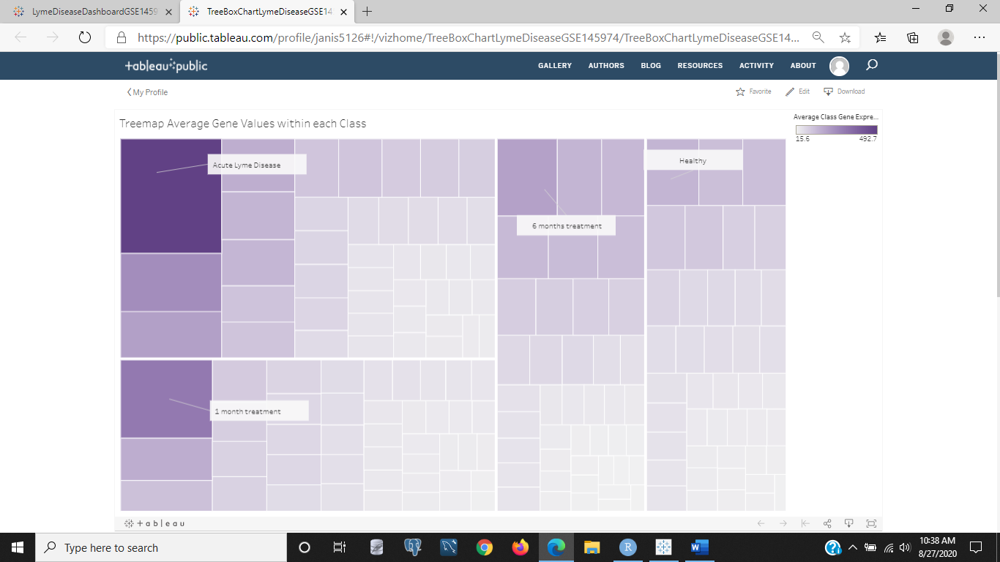 LymeDiseaseDashboardGSE1459
TreeBoxChartLymeDiseaseGSE14
https://public.tableau.com/profile/janis5126#!/vizhome/TreeBoxChartLymeDiseaseGSE145974/TreeBoxChartLymeDiseaseGSE14...
+ableau public
GALLERY AUTHORS BLOG RESOURCES ACTIVITY ABOUT
My Profile
Favorite Edit Download
Treemap Average Gene Values within each Class
Average Class Gene Expre...
15.6 492.7
Acute Lyme Disease
Healthy
6 months treatment
1 month treatment
+ableau
Type here to search
10:38 AM
8/27/2020